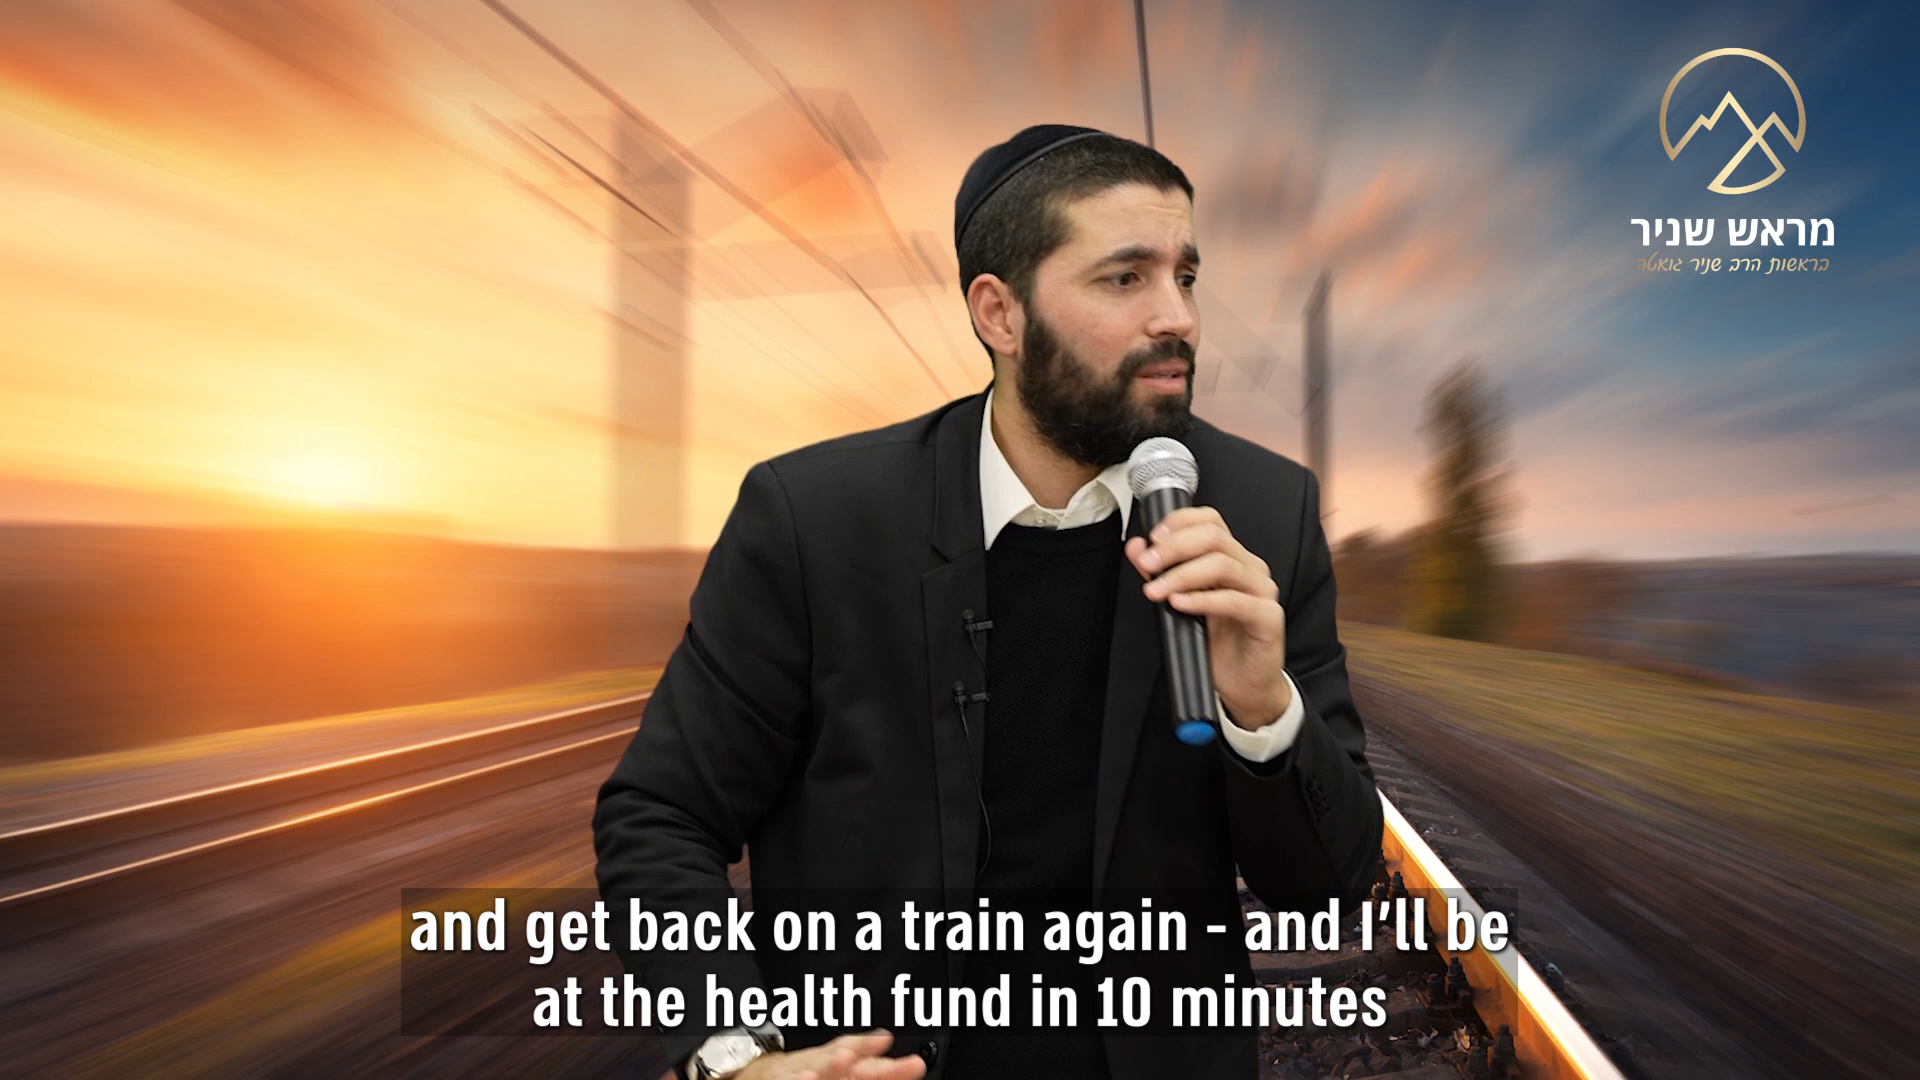 מראש שניר
בראשות הרב שניר גואטה
and get back on a train again - and I'll be
at the health fund in 10 minutes